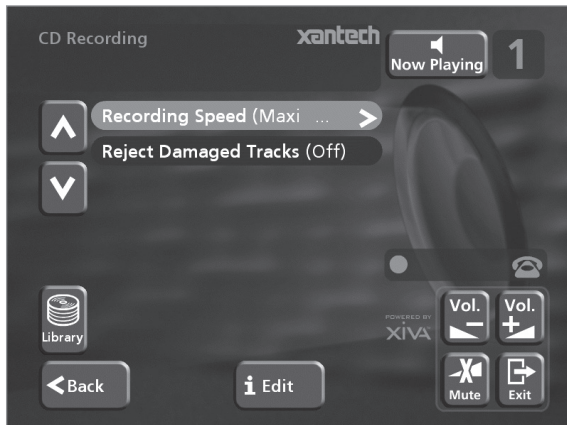 CD Recording
xantech
Now Playing
1
Recording Speed (Maxi ...
Reject Damaged Tracks (Off)
Library
POWERED BY
XiVA
Vol.
Vol.
Back
i Edit
Mute
Exit